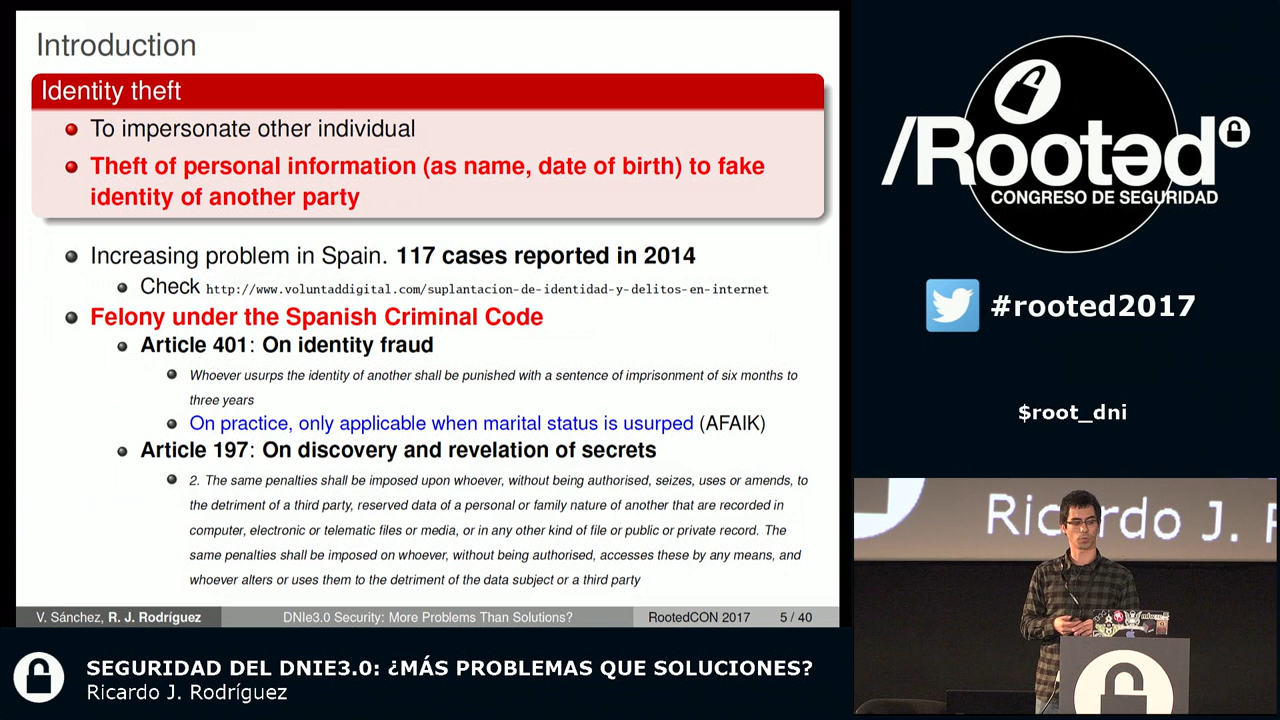 Introduction
Identity theft
To impersonate other individual
Theft of personal information (as name, date of birth) to fake
identity of another party
Increasing problem in Spain. 117 cases reported in 2014
Check http://www.voluntaddigital.com/suplantacion-de-identidad-y-delitos-en-internet
Felony under the Spanish Criminal Code
Article 401: On identity fraud
Whoever usurps the identity of another shall be punished with a sentence of imprisonment of six months to
three years
On practice, only applicable when marital status is usurped (AFAIK)
Article 197: On discovery and revelation of secrets
2. The same penalties shall be imposed upon whoever, without being authorised, seizes, uses or amends, to
the detriment of a third party, reserved data of a personal or family nature of another that are recorded in
computer, electronic or telematic files or media, or in any other kind of file or public or private record. The
same penalties shall be imposed on whoever, without being authorised, accesses these by any means, and
whoever alters or uses them to the detriment of the data subject or a third party
V. Sánchez, R. J. Rodríguez
DNIe3.0 Security: More Problems Than Solutions?
RootedCON 2017
5 / 40
/Rooted
CONGRESO DE SEGURIDAD
#rooted2017
$root_dni
Ricardo J. R
SEGURIDAD DEL DNIE3.0: ¿MÁS PROBLEMAS QUE SOLUCIONES?
Ricardo J. Rodríguez